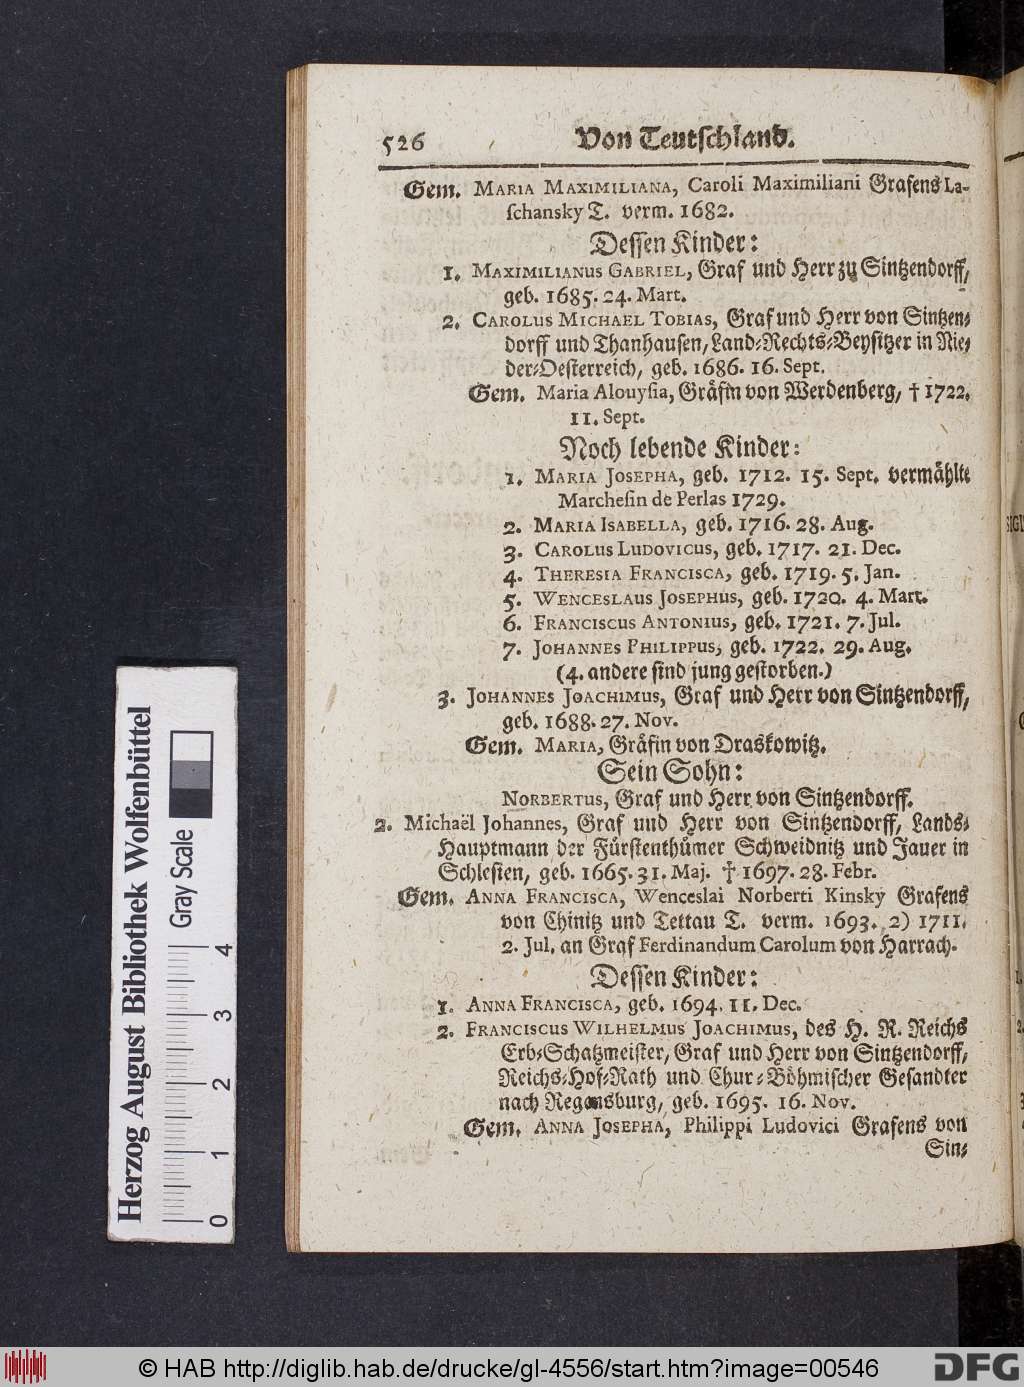 526 Von Teutschland.
Gem. MARIA MAXIMILIANA, Caroli Maximiliani Grafens La-
schansky T. verm. 1682.
Dessen Kinder:
1. MAXIMILIANUS GABRIEL, Graf und Herr zu Sintzendorff,
geb. 1685. 24. Mart.
2. CAROLUS MICHAEL TOBIAS, Graf und Herr von Sintzen-
dorff und Thanhausen, Land-Rechts-Beysitzer in Nie-
der-Oesterreich, geb. 1686. 16. Sept.
Gem. Maria Alouysia, Gräfin von Werdenberg, † 1722.
11. Sept.
Noch lebende Kinder:
1. MARIA JOSEPHA, geb. 1712. 15. Sept. vermählte
Marchesin de Perlas 1729.
2. MARIA ISABELLA, geb. 1716. 28. Aug.
3. CAROLUS LUDOVICUS, geb. 1717. 21. Dec.
4. THERESIA FRANCISCA, geb. 1719. 5. Jan.
5. WENCESLAUS JOSEPHUS, geb. 1720. 4. Mart.
6. FRANCISCUS ANTONIUS, geb. 1721. 7. Jul.
7. JOHANNES PHILIPPUS, geb. 1722. 29. Aug.
(4. andere sind jung gestorben.)
3. JOHANNES JOACHIMUS, Graf und Herr von Sintzendorff,
geb. 1688. 27. Nov.
Gem. MARIA, Gräfin von Draskowitz.
Sein Sohn:
NORBERTUS, Graf und Herr von Sintzendorff.
2. Michaël Johannes, Graf und Herr von Sintzendorff, Lands-
Hauptmann der Fürstenthümer Schweidnitz und Jauer in
Schlesien, geb. 1665. 31. Maj. † 1697. 28. Febr.
Gem. ANNA FRANCISCA, Wenceslai Norberti Kinsky Grafens
von Chinitz und Tettau T. verm. 1693. 2) 1711.
2. Jul. an Graf Ferdinandum Carolum von Harrach.
Dessen Kinder:
1. ANNA FRANCISCA, geb. 1694. 11. Dec.
2. FRANCISCUS WILHELMUS JOACHIMUS, des H. R. Reichs
Erb-Schatzmeister, Graf und Herr von Sintzendorff,
Reichs-Hof-Rath und Chur-Böhmischer Gesandter
nach Regensburg, geb. 1695. 16. Nov.
Gem. ANNA JOSEPHA, Philippi Ludovici Grafens von
Sin-
Herzog August Bibliothek Wolfenbüttel
Gray Scale
0 1 2 3 4
© HAB http://diglib.hab.de/drucke/gl-4556/start.htm?image=00546
DFG